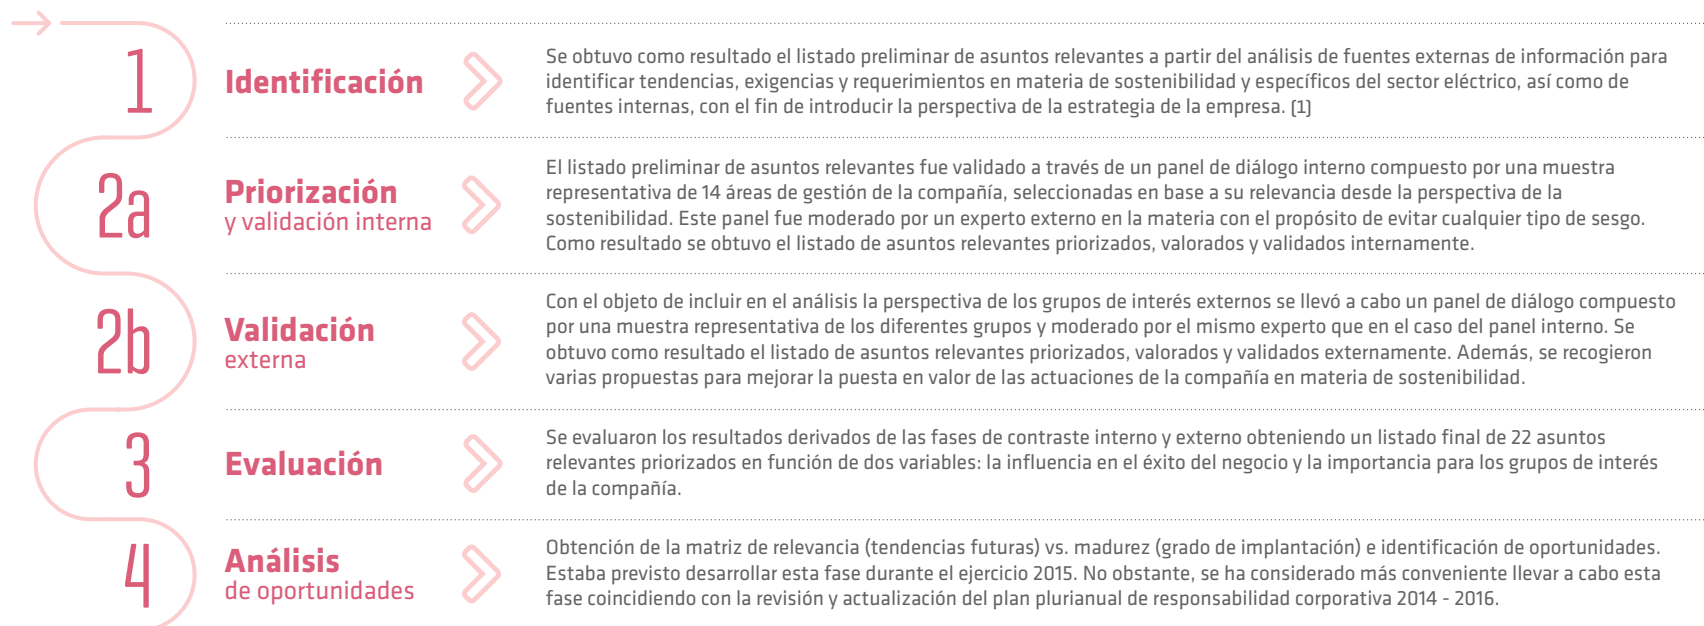 1
Identificación
Se obtuvo como resultado el listado preliminar de asuntos relevantes a partir del análisis de fuentes externas de información para
identificar tendencias, exigencias y requerimientos en materia de sostenibilidad y específicos del sector eléctrico, así como de
fuentes internas, con el fin de introducir la perspectiva de la estrategia de la empresa. (1)
2a
Priorización
y validación interna
El listado preliminar de asuntos relevantes fue validado a través de un panel de diálogo interno compuesto por una muestra
representativa de 14 áreas de gestión de la compañía, seleccionadas en base a su relevancia desde la perspectiva de la
sostenibilidad. Este panel fue moderado por un experto externo en la materia con el propósito de evitar cualquier tipo de sesgo.
Como resultado se obtuvo el listado de asuntos relevantes priorizados, valorados y validados internamente.
2b
Validación
externa
Con el objeto de incluir en el análisis la perspectiva de los grupos de interés externos se llevó a cabo un panel de diálogo compuesto
por una muestra representativa de los diferentes grupos y moderado por el mismo experto que en el caso del panel interno. Se
obtuvo como resultado el listado de asuntos relevantes priorizados, valorados y validados externamente. Además, se recogieron
varias propuestas para mejorar la puesta en valor de las actuaciones de la compañía en materia de sostenibilidad.
3
Evaluación
Se evaluaron los resultados derivados de las fases de contraste interno y externo obteniendo un listado final de 22 asuntos
relevantes priorizados en función de dos variables: la influencia en el éxito del negocio y la importancia para los grupos de interés
de la compañía.
4
Análisis
de oportunidades
Obtención de la matriz de relevancia (tendencias futuras) vs. madurez (grado de implantación) e identificación de oportunidades.
Estaba previsto desarrollar esta fase durante el ejercicio 2015. No obstante, se ha considerado más conveniente llevar a cabo esta
fase coincidiendo con la revisión y actualización del plan plurianual de responsabilidad corporativa 2014 - 2016.